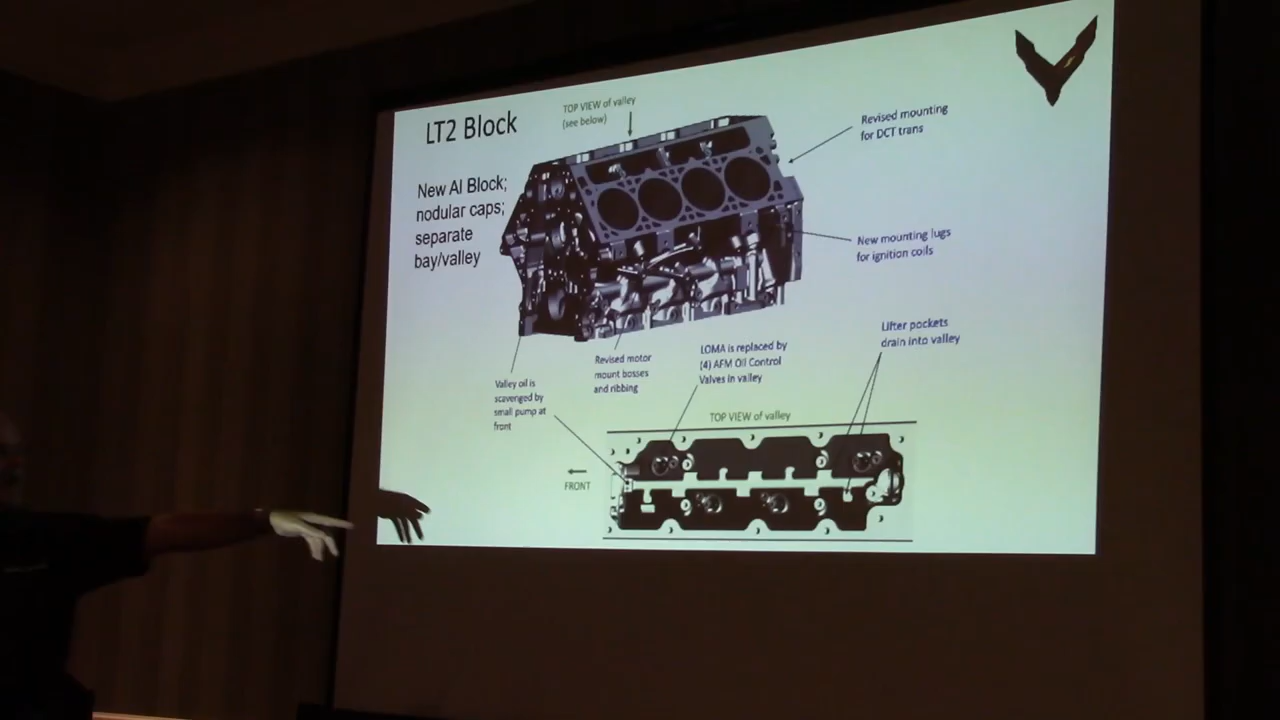 LT2 Block
New Al Block;
nodular caps;
separate
bay/valley
TOP VIEW of valley
(see below)
Revised mounting
for DCT trans
New mounting lugs
for ignition coils
Lifter pockets
drain into valley
LOMA is replaced by
(4) AFM Oil Control
Valves in valley
Revised motor
mount bosses
and ribbing
Valley oil is
scavenged by
small pump at
front
TOP VIEW of valley
FRONT